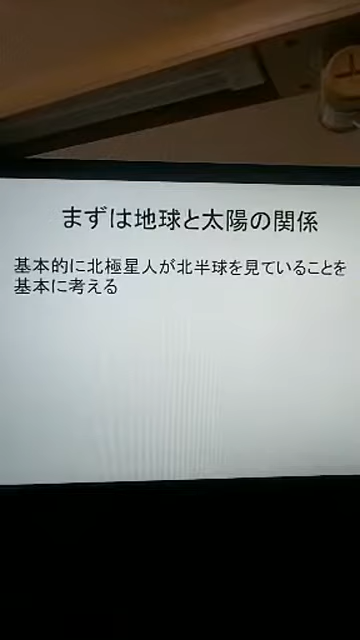 まずは地球と太陽の関係
基本的に北極星人が北半球を見ていることを
基本に考える